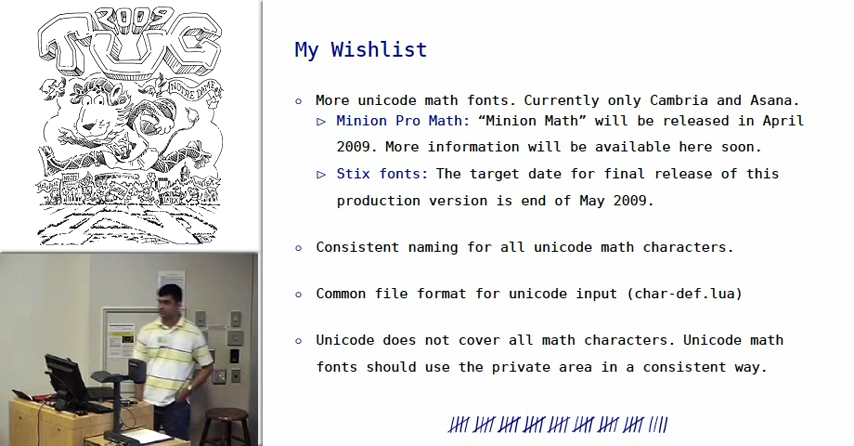 2009
TUG
NOTRE DAME
My Wishlist
More unicode math fonts. Currently only Cambria and Asana.
Minion Pro Math: “Minion Math” will be released in April
2009. More information will be available here soon.
Stix fonts: The target date for final release of this
production version is end of May 2009.
Consistent naming for all unicode math characters.
Common file format for unicode input (char-def.lua)
Unicode does not cover all math characters. Unicode math
fonts should use the private area in a consistent way.